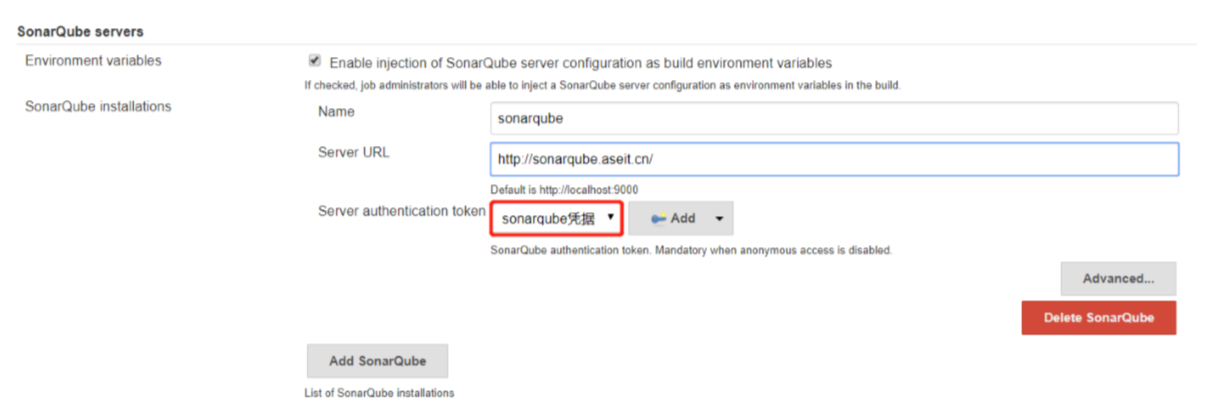 SonarQube servers
Environment variables
Enable injection of SonarQube server configuration as build environment variables
If checked, job administrators will be able to inject a SonarQube server configuration as environment variables in the build.
SonarQube installations
Name
sonarqube
Server URL
http://sonarqube.aseit.cn/
Default is http://localhost:9000
Server authentication token
sonarqube凭据
Add
SonarQube authentication token. Mandatory when anonymous access is disabled.
Advanced...
Delete SonarQube
Add SonarQube
List of SonarQube installations